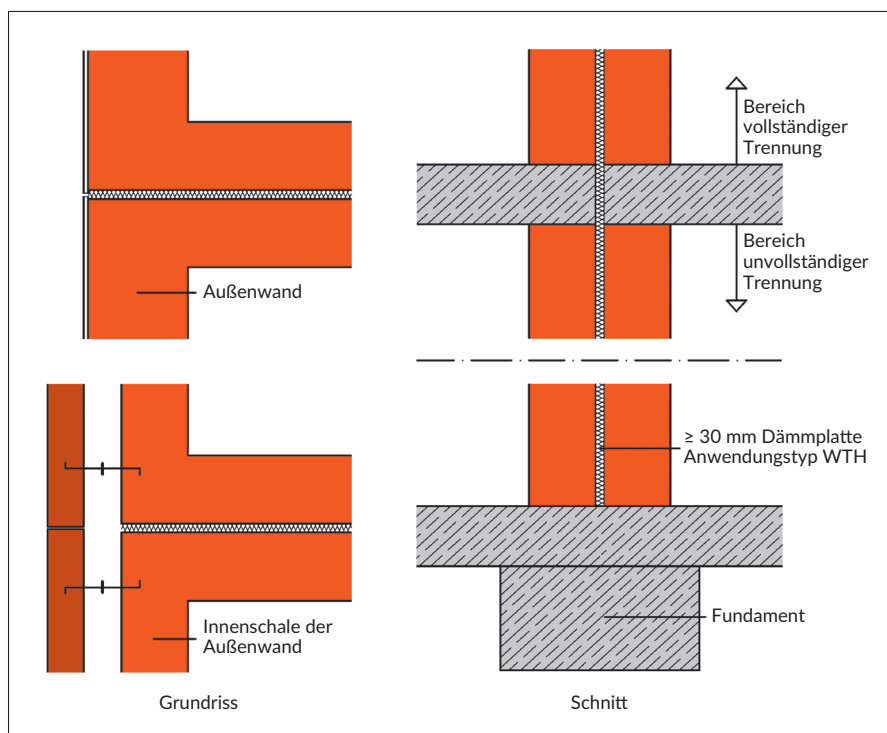 Bereich
vollständiger
Trennung
Bereich
unvollständiger
Trennung
Außenwand
≥ 30 mm Dämmplatte
Anwendungstyp WTH
Innenschale der
Außenwand
Fundament
Grundriss
Schnitt